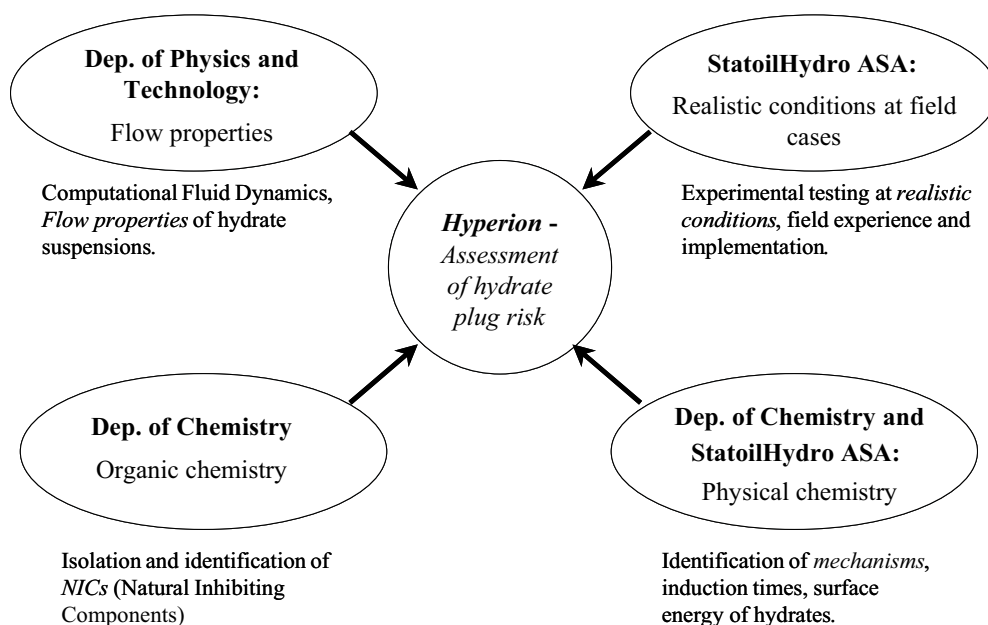 Dep. of Physics and
Technology:
Flow properties
Computational Fluid Dynamics,
Flow properties of hydrate
suspensions.
StatoilHydro ASA:
Realistic conditions at field
cases
Experimental testing at realistic
conditions, field experience and
implementation.
Hyperion -
Assessment
of hydrate
plug risk
Dep. of Chemistry
Organic chemistry
Isolation and identification of
NICs (Natural Inhibiting
Components)
Dep. of Chemistry and
StatoilHydro ASA:
Physical chemistry
Identification of mechanisms,
induction times, surface
energy of hydrates.